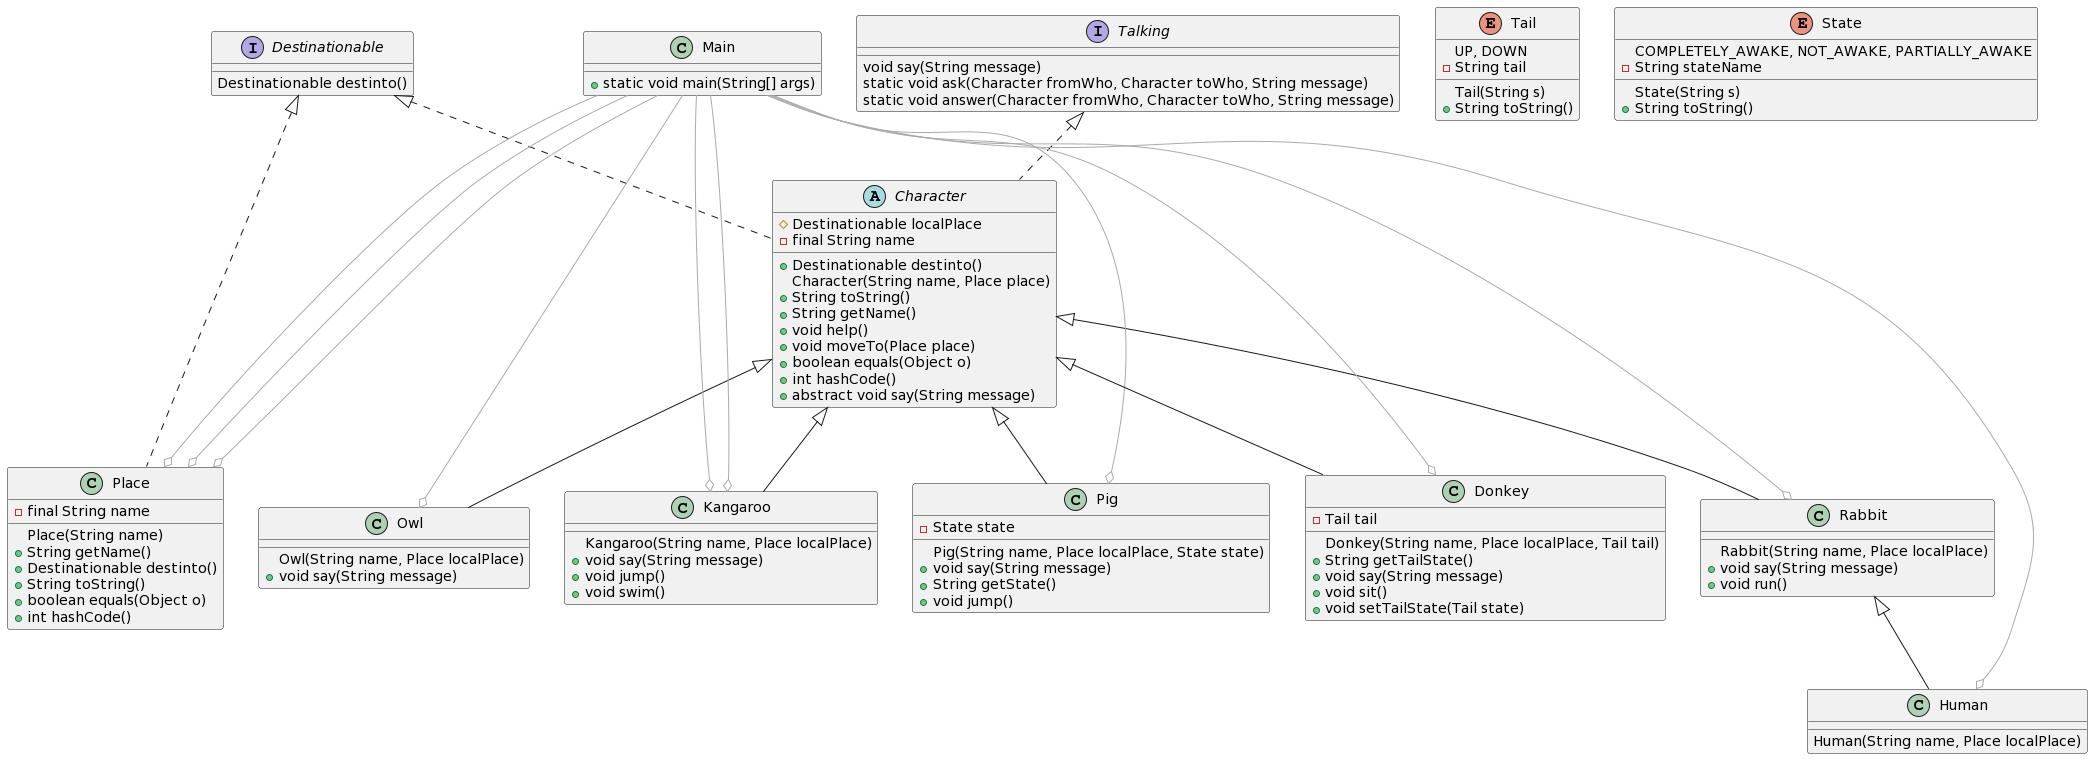 I Destinationable
Destinationable destinto()
C Main
static void main(String[] args)
I Talking
void say(String message)
static void ask(Character fromWho, Character toWho, String message)
static void answer(Character fromWho, Character toWho, String message)
E Tail
UP, DOWN
String tail
Tail(String s)
String toString()
E State
COMPLETELY_AWAKE, NOT_AWAKE, PARTIALLY_AWAKE
String stateName
State(String s)
String toString()
A Character
Destinationable localPlace
final String name
Destinationable destinto()
Character(String name, Place place)
String toString()
String getName()
void help()
void moveTo(Place place)
boolean equals(Object o)
int hashCode()
abstract void say(String message)
C Place
final String name
Place(String name)
String getName()
Destinationable destinto()
String toString()
boolean equals(Object o)
int hashCode()
C Owl
Owl(String name, Place localPlace)
void say(String message)
C Kangaroo
Kangaroo(String name, Place localPlace)
void say(String message)
void jump()
void swim()
C Pig
State state
Pig(String name, Place localPlace, State state)
void say(String message)
String getState()
void jump()
C Donkey
Tail tail
Donkey(String name, Place localPlace, Tail tail)
String getTailState()
void say(String message)
void sit()
void setTailState(Tail state)
C Rabbit
Rabbit(String name, Place localPlace)
void say(String message)
void run()
C Human
Human(String name, Place localPlace)